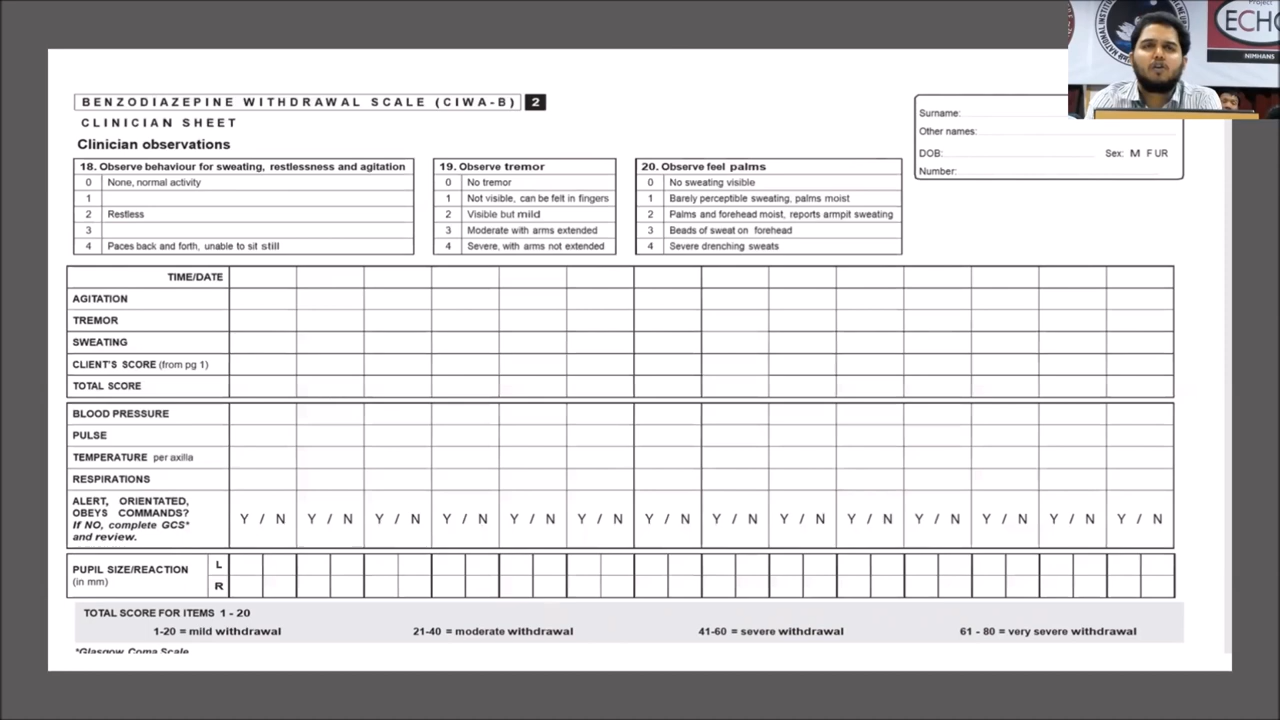 Project
ECHO
NIMHANS
NATIONAL INSTITUTE
BENZODIAZEPINE WITHDRAWAL SCALE (CIWA-B) 2
CLINICIAN SHEET
Clinician observations
Surname:
Other names:
DOB: Sex: M F UR
Number:
18. Observe behaviour for sweating, restlessness and agitation
0 None, normal activity
1
2 Restless
3
4 Paces back and forth, unable to sit still
19. Observe tremor
0 No tremor
1 Not visible, can be felt in fingers
2 Visible but mild
3 Moderate with arms extended
4 Severe, with arms not extended
20. Observe feel palms
0 No sweating visible
1 Barely perceptible sweating, palms moist
2 Palms and forehead moist, reports armpit sweating
3 Beads of sweat on forehead
4 Severe drenching sweats
TIME/DATE
AGITATION
TREMOR
SWEATING
CLIENT'S SCORE (from pg 1)
TOTAL SCORE
BLOOD PRESSURE
PULSE
TEMPERATURE per axilla
RESPIRATIONS
ALERT, ORIENTATED,
OBEYS COMMANDS?
If NO, complete GCS*
and review.
Y / N Y / N Y / N Y / N Y / N Y / N Y / N Y / N Y / N Y / N Y / N Y / N Y / N Y / N
PUPIL SIZE/REACTION L
(in mm) R
TOTAL SCORE FOR ITEMS 1 - 20
1-20 = mild withdrawal 21-40 = moderate withdrawal 41-60 = severe withdrawal 61 - 80 = very severe withdrawal
*Glasgow Coma Scale